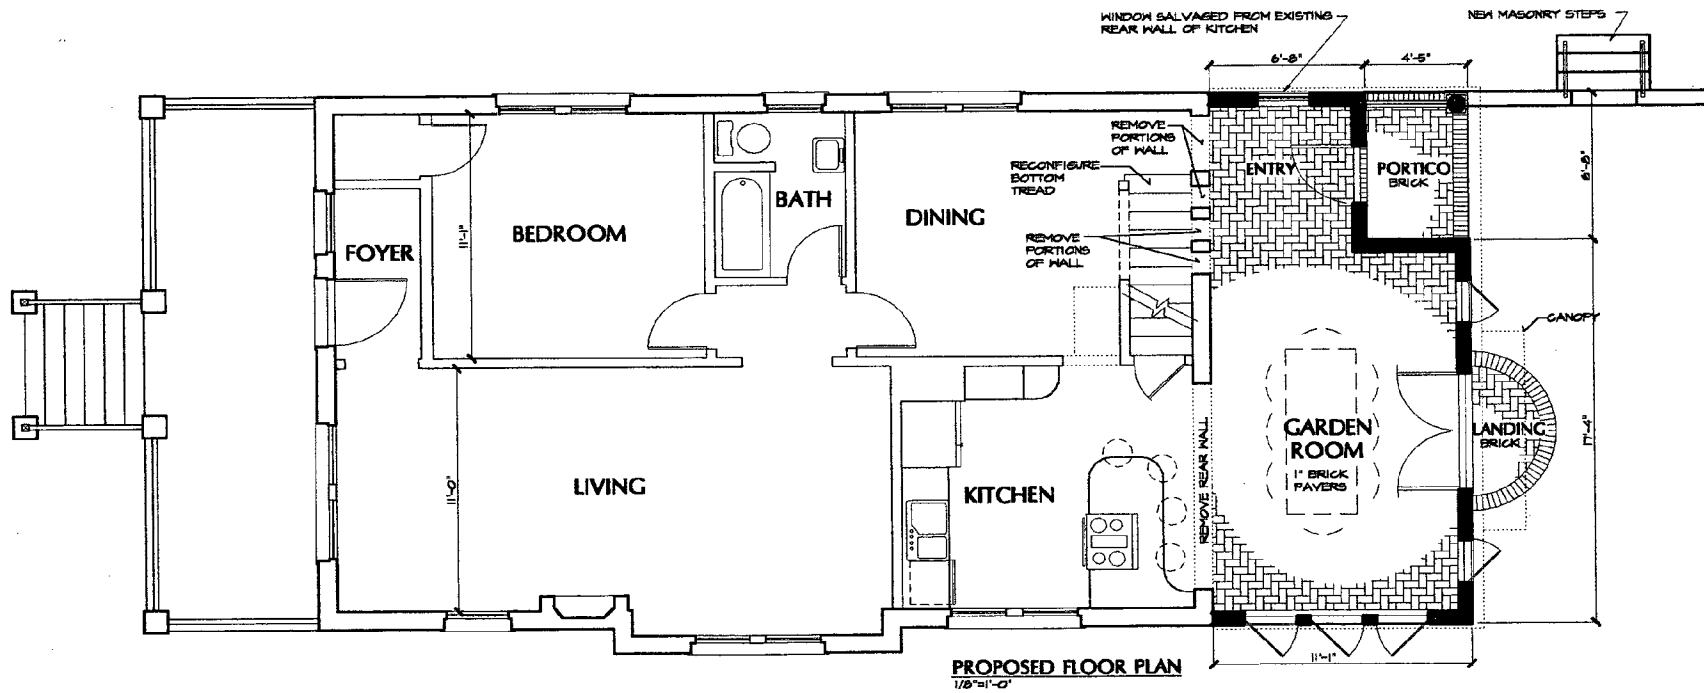 WINDOW SALVAGED FROM EXISTING
REAR WALL OF KITCHEN
NEW MASONRY STEPS
6'-8"
4'-5"
REMOVE
PORTIONS
OF WALL
RECONFIGURE
BOTTOM
TREAD
ENTRY
PORTICO
BRICK
BATH
DINING
BEDROOM
11'-1"
FOYER
REMOVE
PORTIONS
OF WALL
CANOPY
GARDEN
ROOM
1" BRICK
PAVERS
LANDING
BRICK
17'-4"
REMOVE REAR WALL
LIVING
11'-0"
KITCHEN
11'-1"
PROPOSED FLOOR PLAN
1/8"=1'-0"